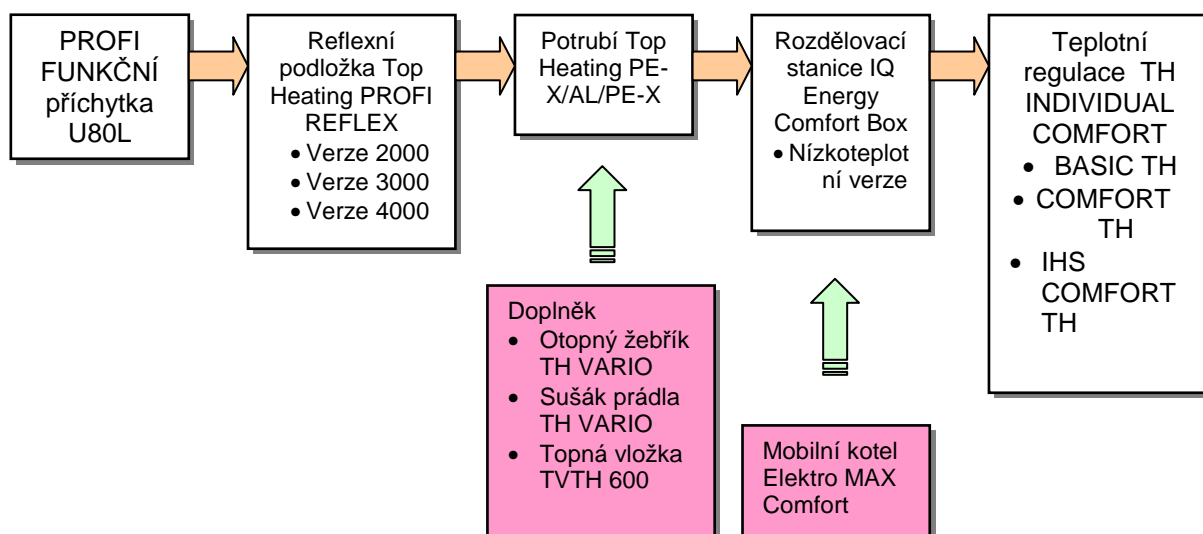 PROFI
FUNKČNÍ
příchytka
U80L
Reflexní
podložka Top
Heating PROFI
REFLEX
• Verze 2000
• Verze 3000
• Verze 4000
Potrubí Top
Heating PE-
X/AL/PE-X
Rozdělovací
stanice IQ
Energy
Comfort Box
• Nízkoteplot
ní verze
Teplotní
regulace TH
INDIVIDUAL
COMFORT
• BASIC TH
• COMFORT
TH
• IHS
COMFORT
TH
Doplněk
• Otopný žebřík
TH VARIO
• Sušák prádla
TH VARIO
• Topná vložka
TVTH 600
Mobilní kotel
Elektro MAX
Comfort